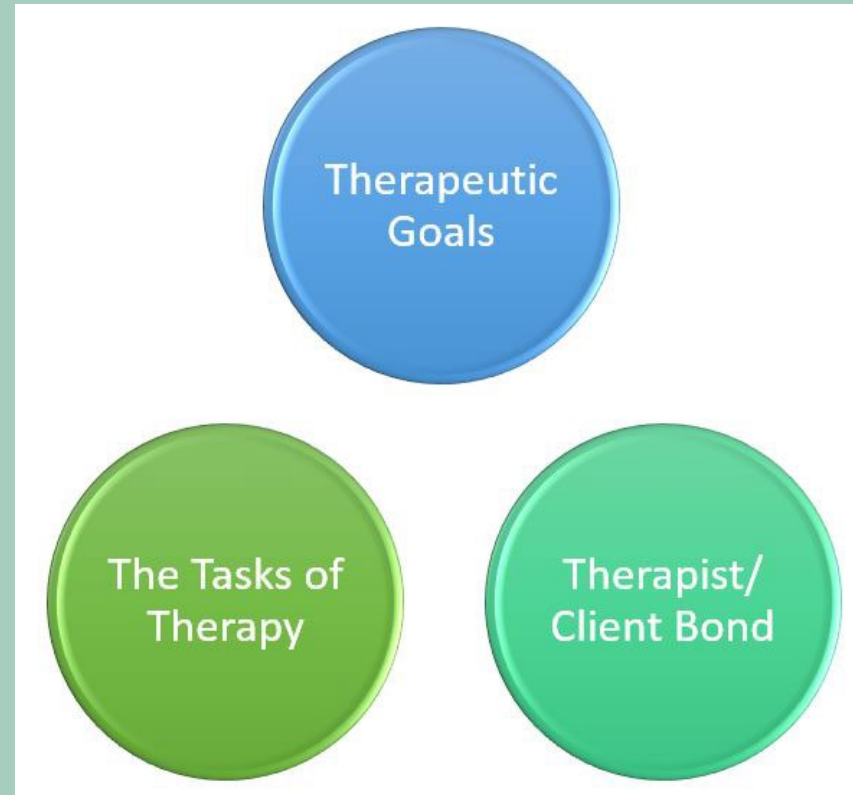 Therapeutic
Goals
The Tasks of
Therapy
Therapist/
Client Bond